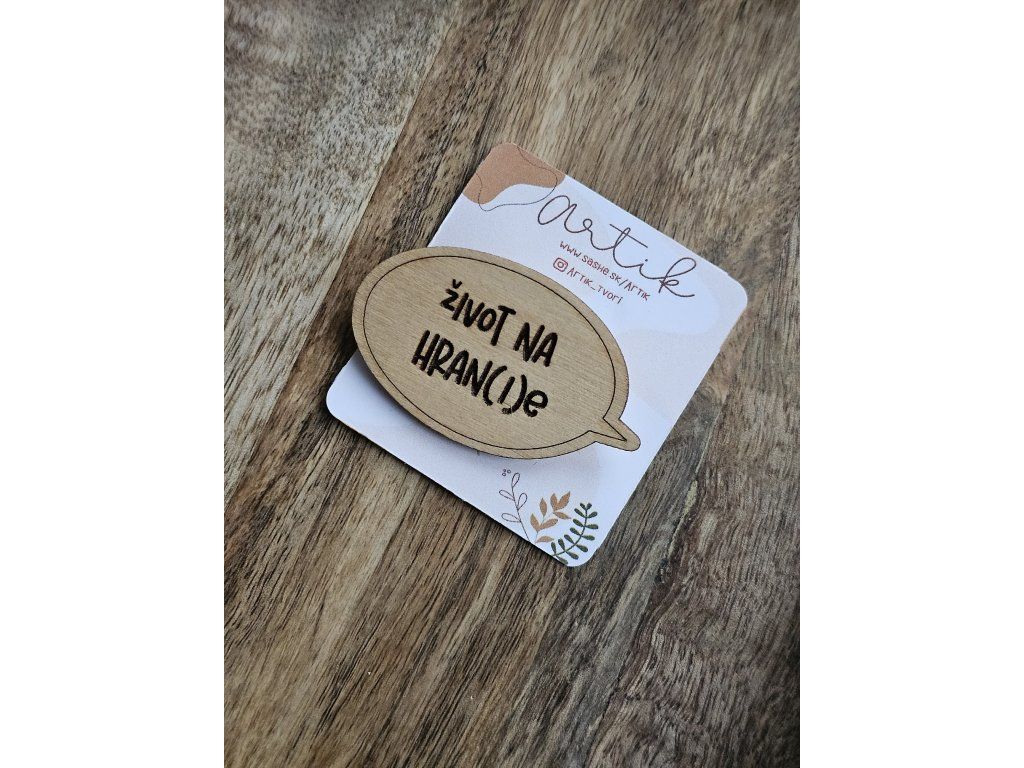 artik
www.sashe.sk/Artik
Artik_tvori
ŽIVOT NA
HRAN(I)e